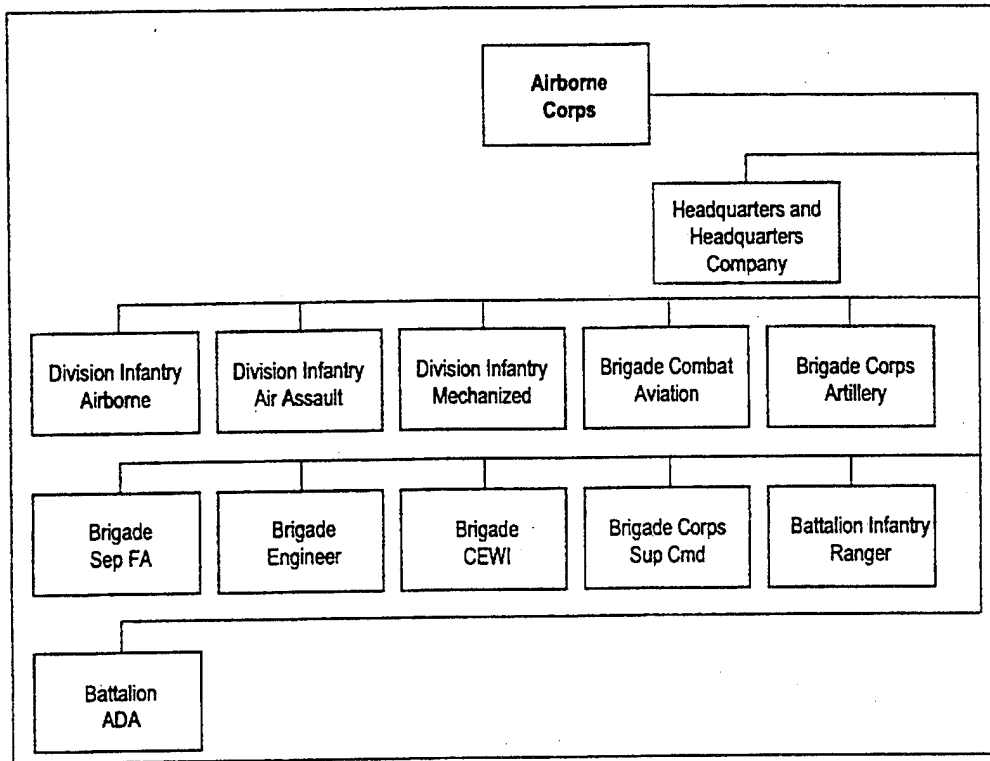 Airborne
Corps
Headquarters and
Headquarters
Company
Division Infantry
Airborne
Division Infantry
Air Assault
Division Infantry
Mechanized
Brigade Combat
Aviation
Brigade Corps
Artillery
Brigade
Sep FA
Brigade
Engineer
Brigade
CEWI
Brigade Corps
Sup Cmd
Battalion Infantry
Ranger
Battalion
ADA